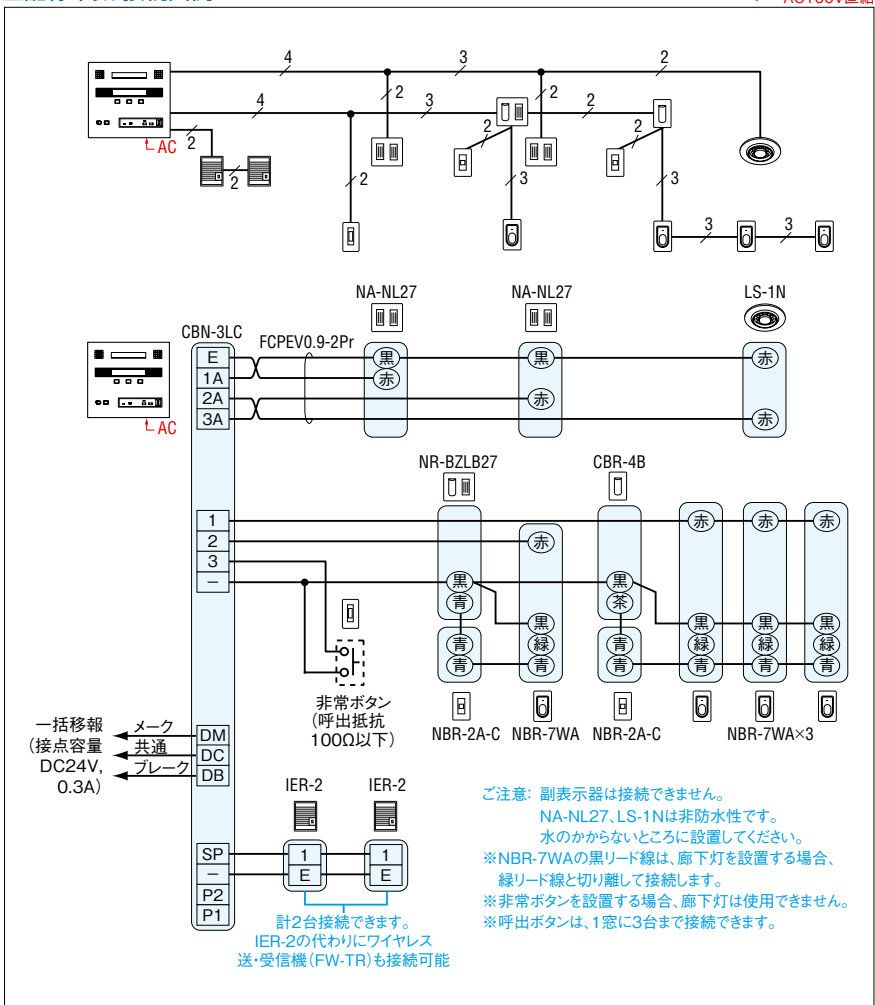 4
3
2
4
2
3
2
2
2
AC
2
2
2
2
3
3
3
3
NA-NL27
NA-NL27
LS-1N
CBN-3LC
FCPEV0.9-2Pr
E
黒
黒
赤
1A
赤
2A
赤
3A
赤
AC
NR-BZLB27
CBR-4B
1
赤
赤
赤
2
赤
3
－
黒
黒
青
茶
黒
黒
黒
黒
青
緑
青
緑
緑
緑
青
青
青
青
青
青
非常ボタン
(呼出抵抗
100Ω以下)
NBR-2A-C
NBR-7WA
NBR-2A-C
NBR-7WA×3
一括移報
(接点容量
DC24V,
0.3A)
メーク
DM
共通
DC
ブレーク
DB
IER-2
IER-2
SP
1
1
－
E
E
P2
P1
計2台接続できます。
IER-2の代わりにワイヤレス
送・受信機(FW-TR)も接続可能
ご注意: 副表示器は接続できません。
NA-NL27、LS-1Nは非防水性です。
水のかからないところに設置してください。
※NBR-7WAの黒リード線は、廊下灯を設置する場合、
緑リード線と切り離して接続します。
※非常ボタンを設置する場合、廊下灯は使用できません。
※呼出ボタンは、1窓に3台まで接続できます。